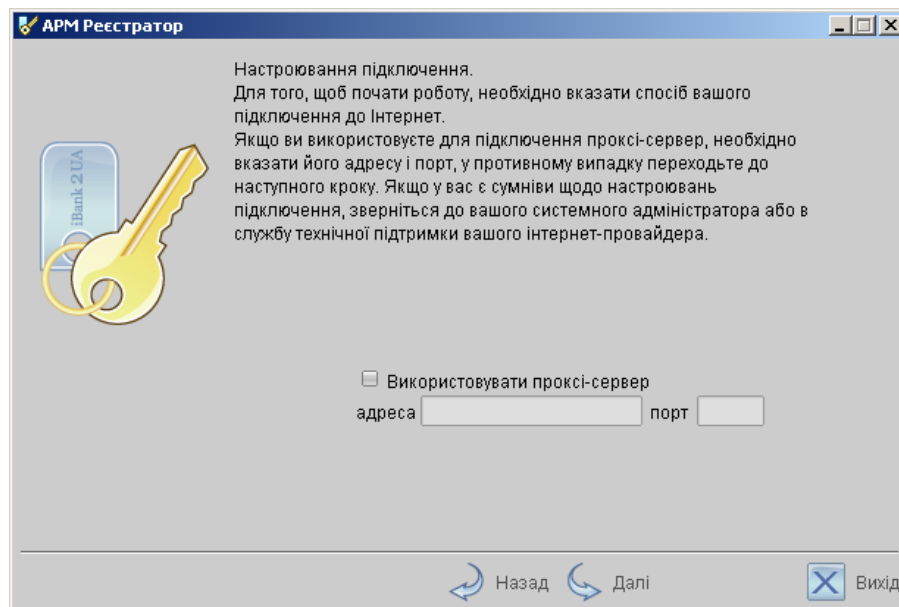 АРМ Реєстратор
Настроювання підключення.
Для того, щоб почати роботу, необхідно вказати спосіб вашого
підключення до Інтернет.
Якщо ви використовуєте для підключення проксі-сервер, необхідно
вказати його адресу і порт, у противному випадку переходьте до
наступного кроку. Якщо у вас є сумніви щодо настроювань
підключення, зверніться до вашого системного адміністратора або в
службу технічної підтримки вашого інтернет-провайдера.
iBank 2 UA
Використовувати проксі-сервер
адреса порт
Назад Далі Вихід